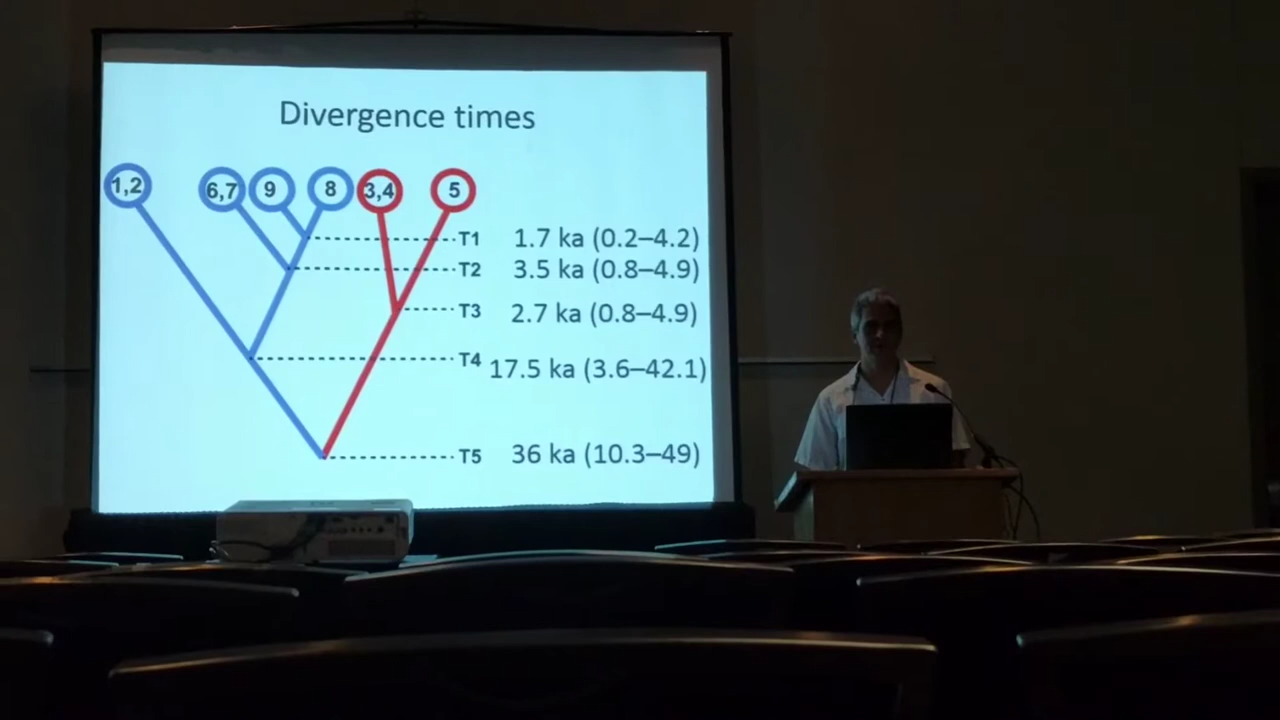 Divergence times
1,2 6,7 9 8 3,4 5
T1 1.7 ka (0.2–4.2)
T2 3.5 ka (0.8–4.9)
T3 2.7 ka (0.8–4.9)
T4 17.5 ka (3.6–42.1)
T5 36 ka (10.3–49)